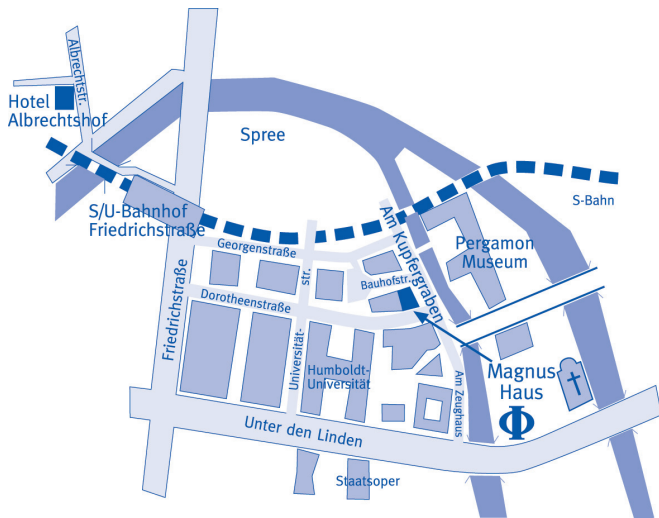 Albrechtstr.
Hotel
Albrechtshof
Spree
S-Bahn
S/U-Bahnhof
Friedrichstraße
Am Kupfergraben
Pergamon
Museum
Georgenstraße
Bauhofstr.
Friedrichstraße
Dorotheenstraße
Universität-
str.
Humboldt-
Universität
Magnus-
Haus
Φ
Am Zeughaus
Unter den Linden
Staatsoper